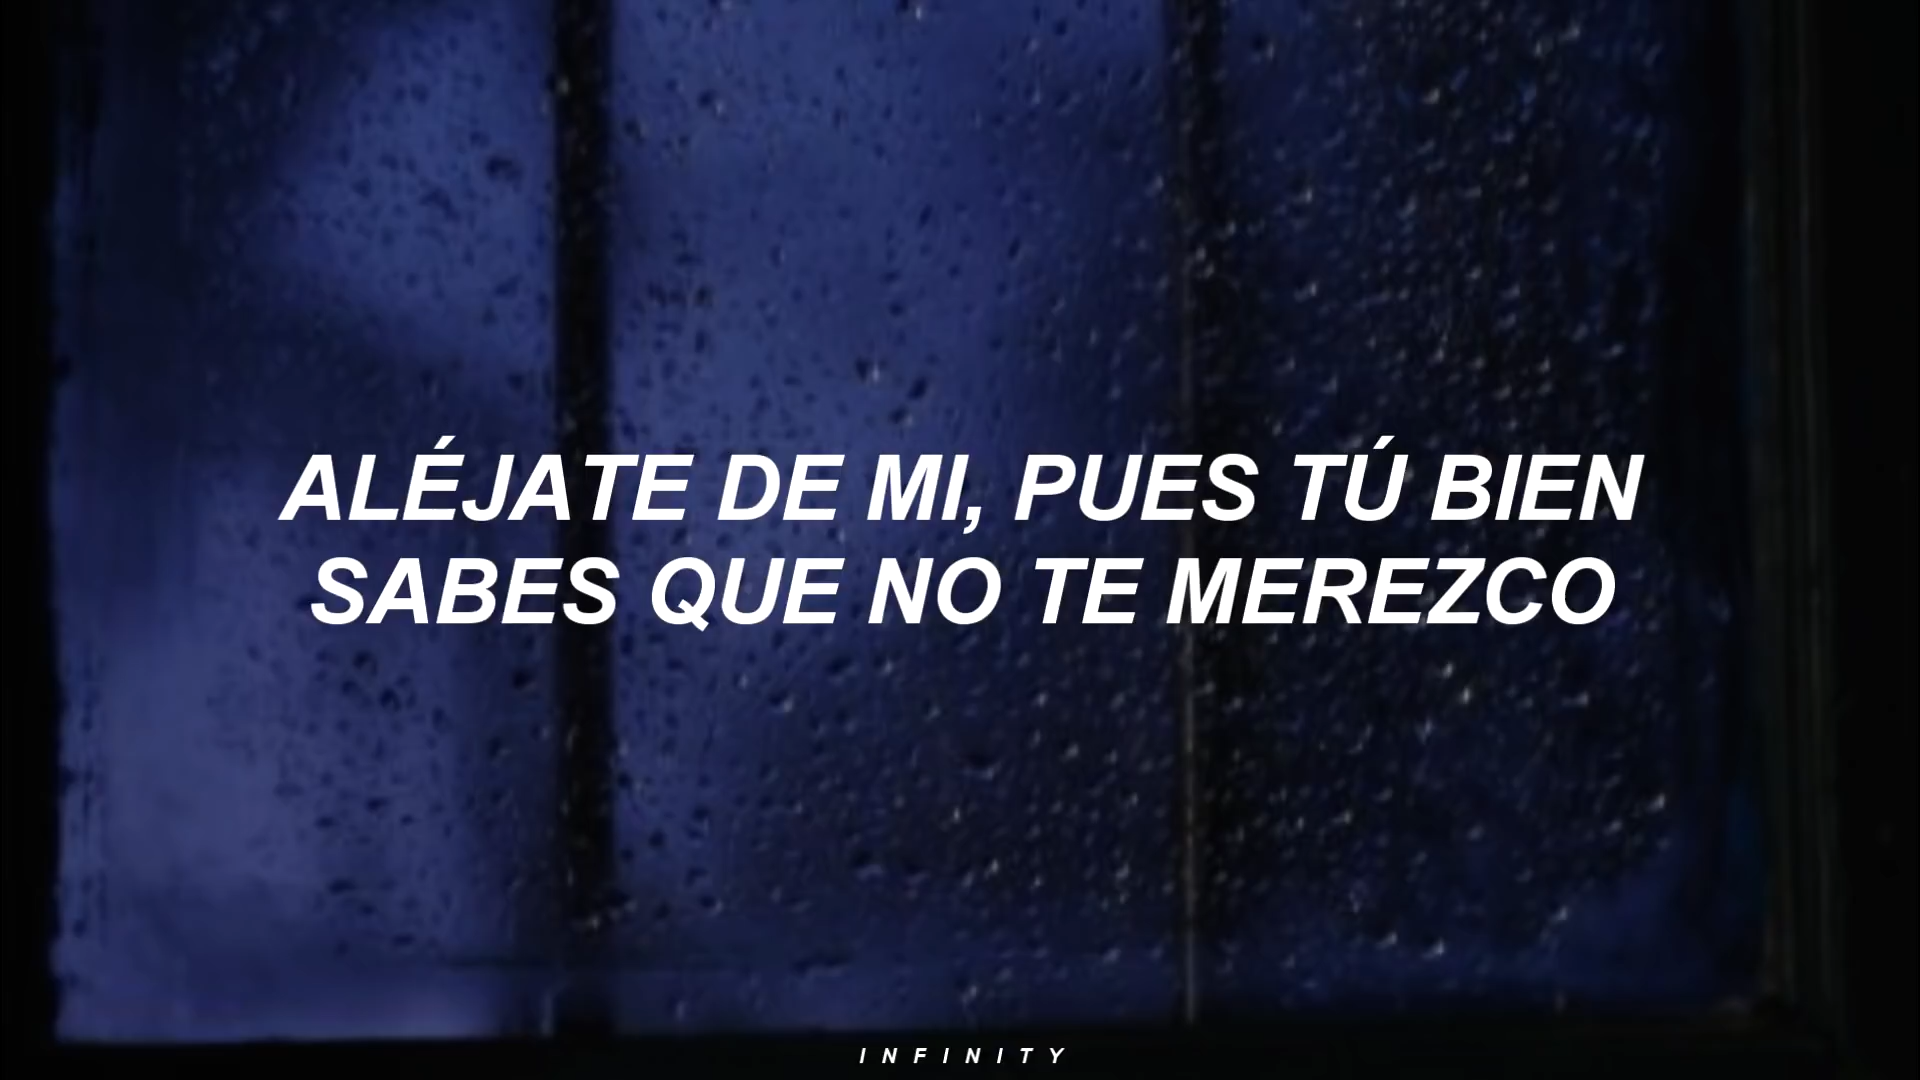 ALÉJATE DE MI, PUES TÚ BIEN
SABES QUE NO TE MEREZCO
INFINITY